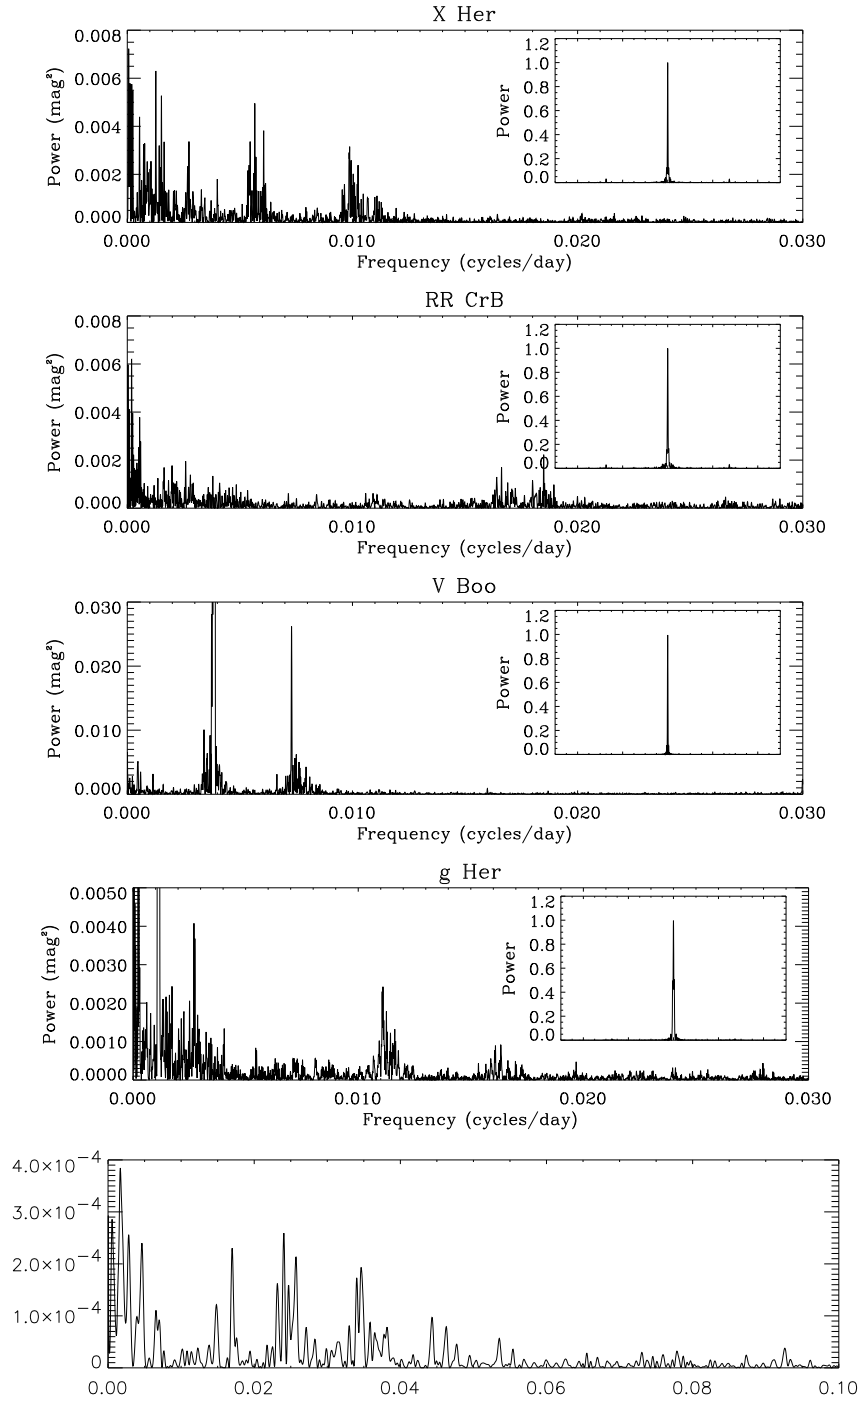 X Her
0.008
0.006
0.004
0.002
0.000
Power (mag²)
0.000 0.010 0.020 0.030
Frequency (cycles/day)
1.2
1.0
0.8
0.6
0.4
0.2
0.0
Power
RR CrB
0.008
0.006
0.004
0.002
0.000
Power (mag²)
0.000 0.010 0.020 0.030
Frequency (cycles/day)
1.2
1.0
0.8
0.6
0.4
0.2
0.0
Power
V Boo
0.030
0.020
0.010
0.000
Power (mag²)
0.000 0.010 0.020 0.030
Frequency (cycles/day)
1.2
1.0
0.8
0.6
0.4
0.2
0.0
Power
g Her
0.0050
0.0040
0.0030
0.0020
0.0010
0.0000
Power (mag²)
0.000 0.010 0.020 0.030
Frequency (cycles/day)
1.2
1.0
0.8
0.6
0.4
0.2
0.0
Power
4.0×10⁻⁴
3.0×10⁻⁴
2.0×10⁻⁴
1.0×10⁻⁴
0
0.00 0.02 0.04 0.06 0.08 0.10